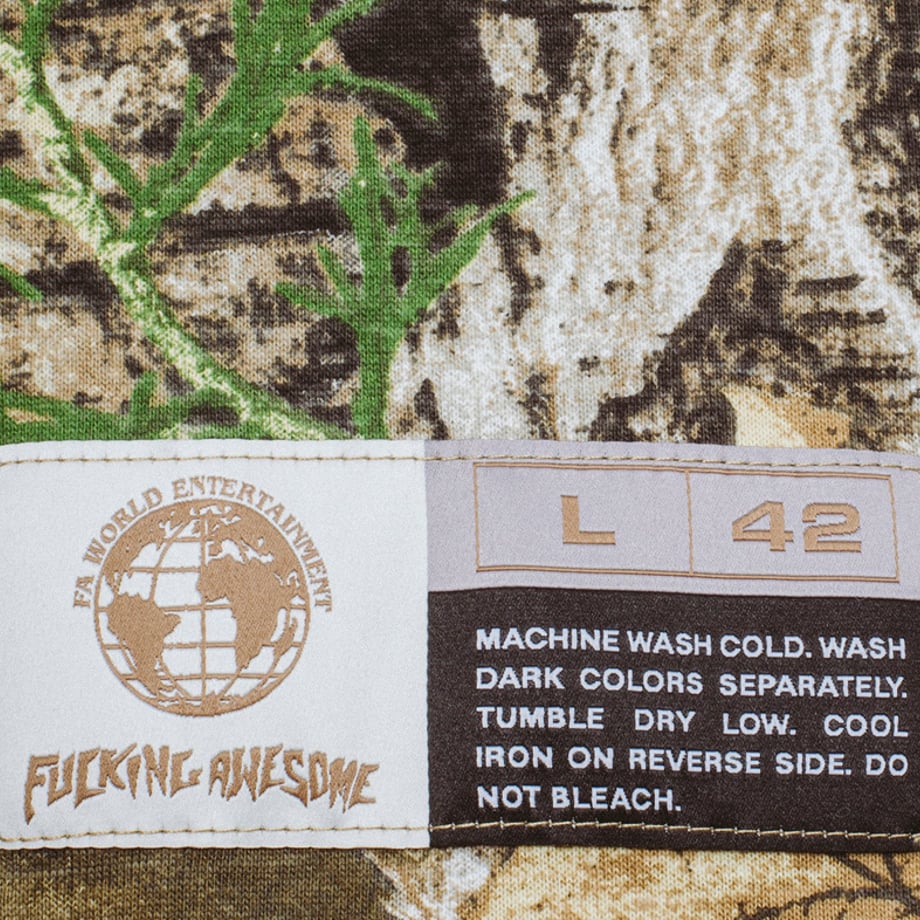 FA WORLD ENTERTAINMENT
FUCKING AWESOME
L 42
MACHINE WASH COLD. WASH
DARK COLORS SEPARATELY.
TUMBLE DRY LOW. COOL
IRON ON REVERSE SIDE. DO
NOT BLEACH.